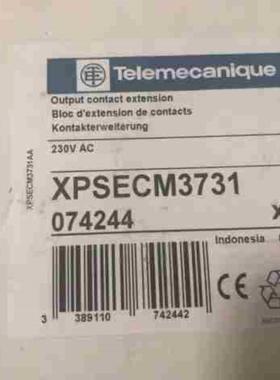 Telemecanique
Output contact extension
Bloc d'extension de contacts
Kontakterweiterung
230V AC
XPSECM3731
074244
XPSECM3731AA
Indonesia
CE
3 389110 742442